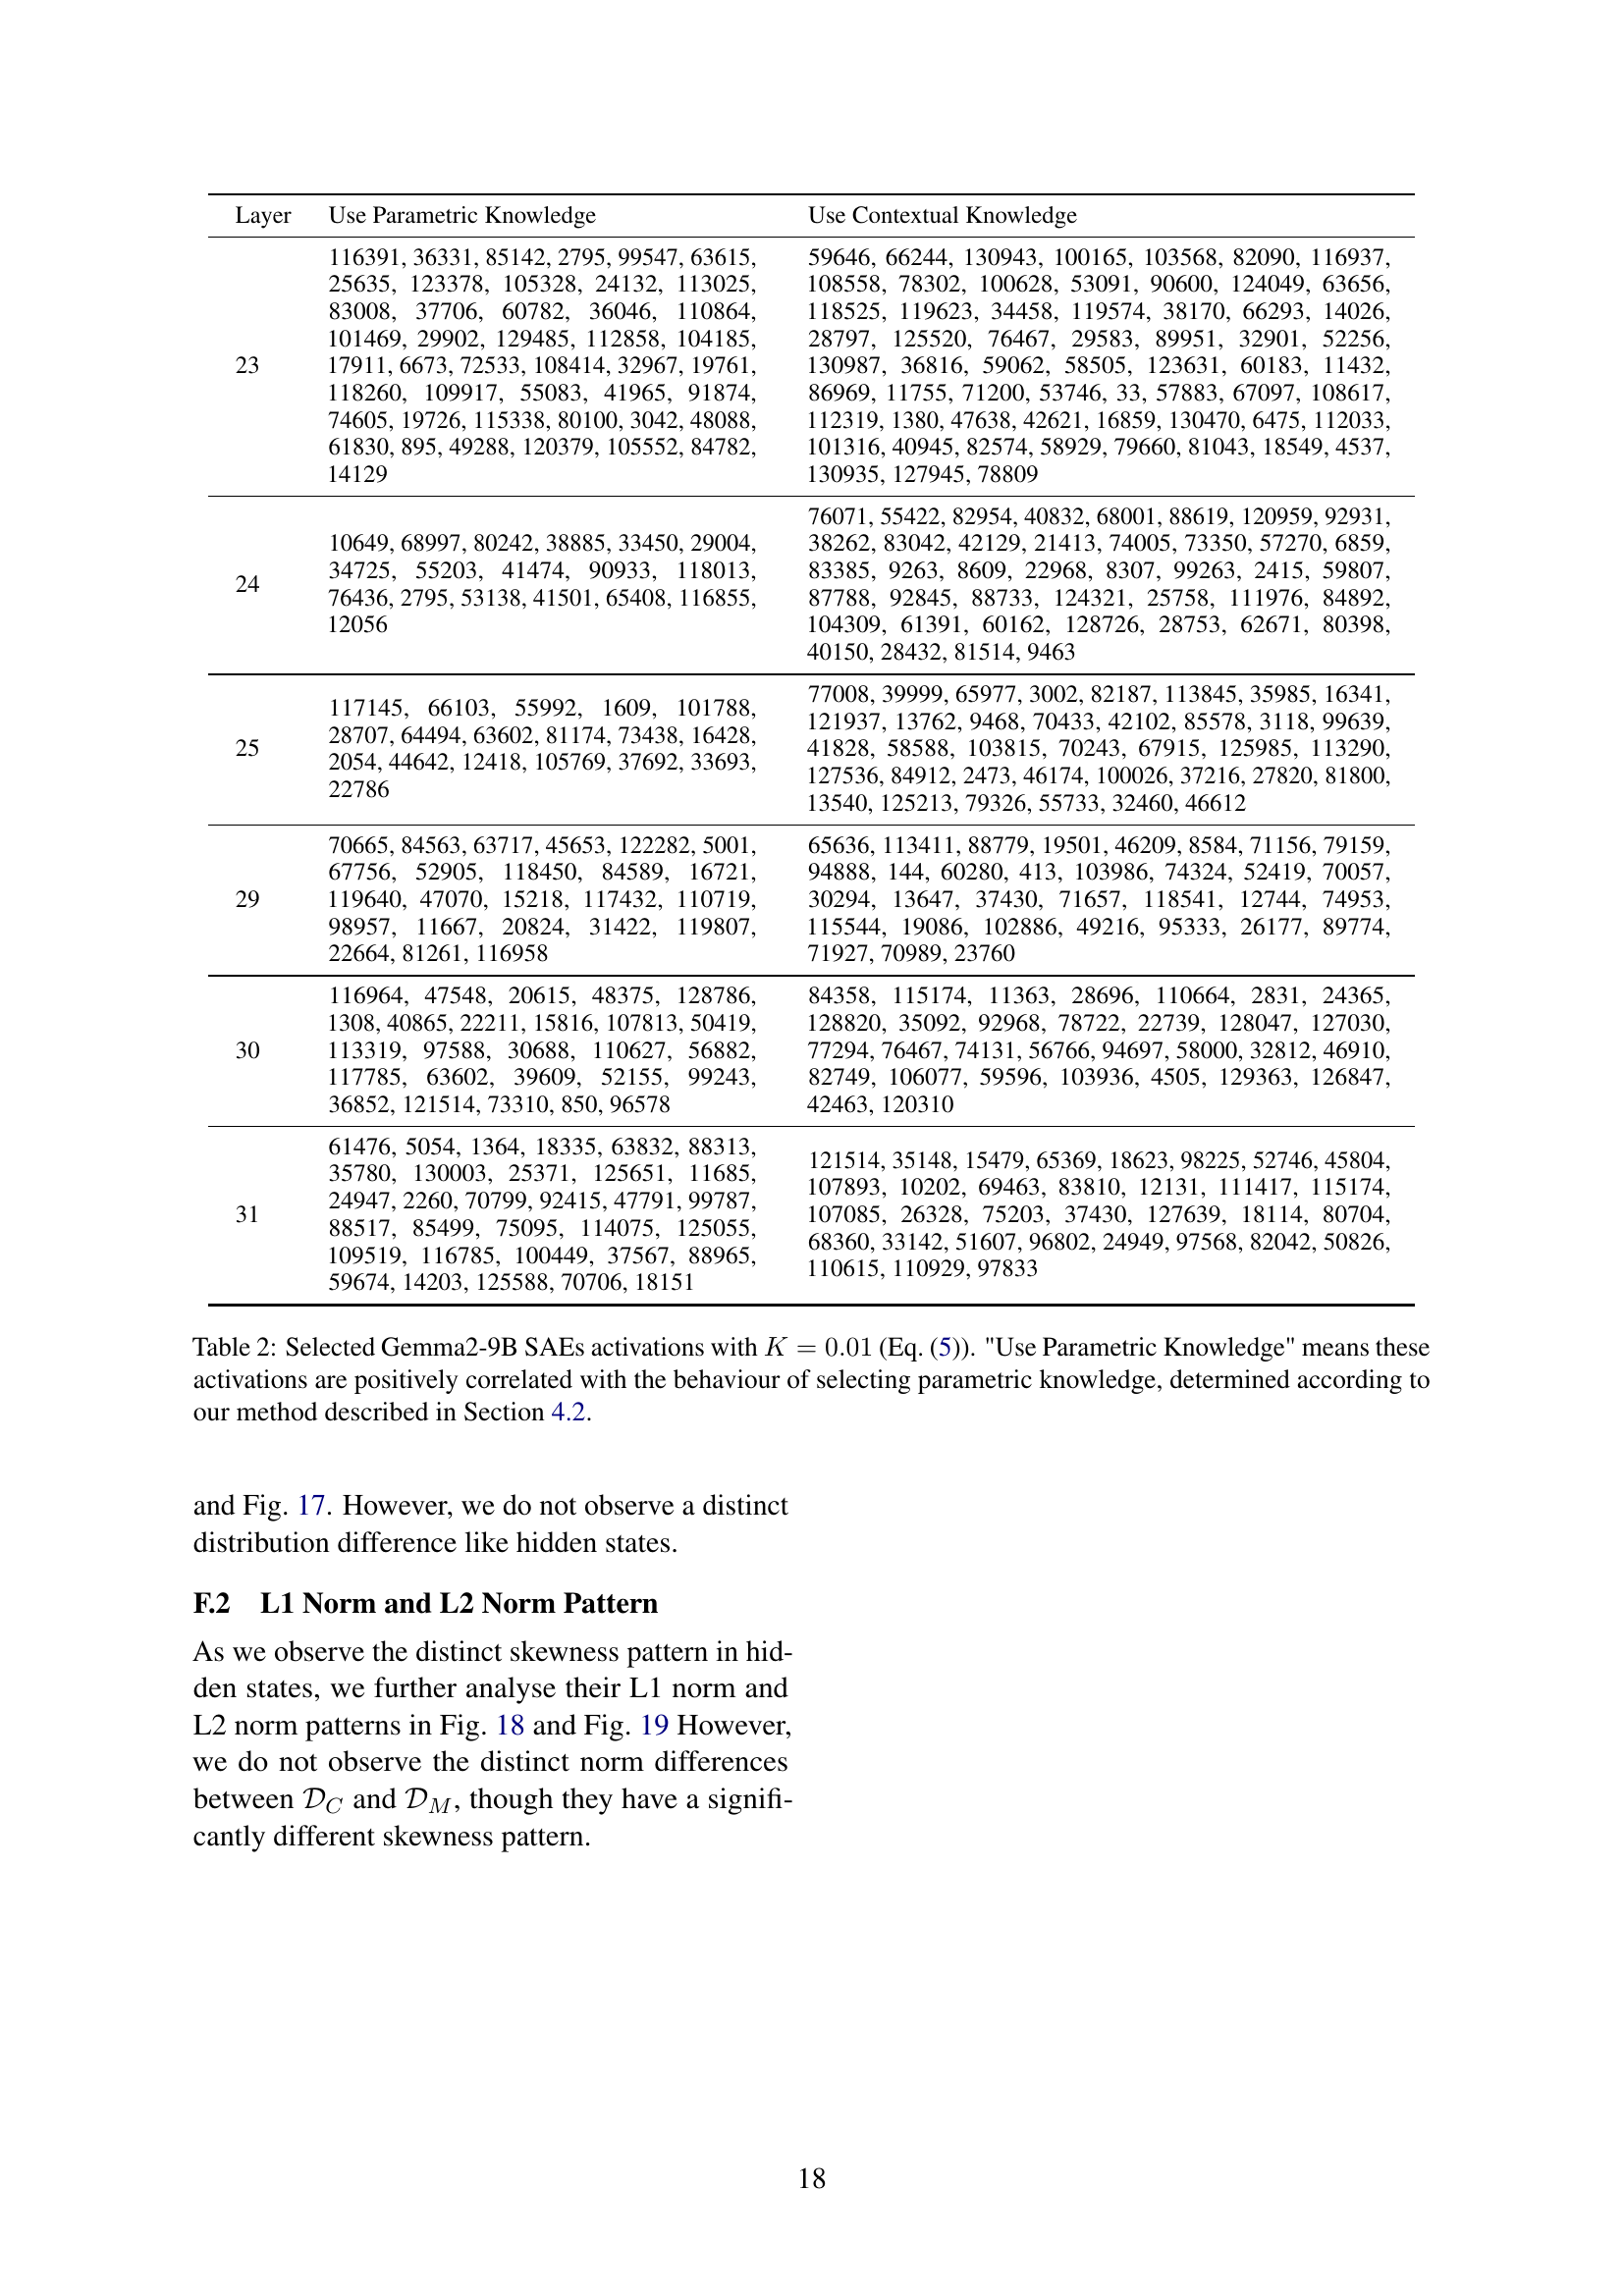 Layer Use Parametric Knowledge Use Contextual Knowledge
23
116391, 36331, 85142, 2795, 99547, 63615,
25635, 123378, 105328, 24132, 113025,
83008, 37706, 60782, 36046, 110864,
101469, 29902, 129485, 112858, 104185,
17911, 6673, 72533, 108414, 32967, 19761,
118260, 109917, 55083, 41965, 91874,
74605, 19726, 115338, 80100, 3042, 48088,
61830, 895, 49288, 120379, 105552, 84782,
14129
59646, 66244, 130943, 100165, 103568, 82090, 116937,
108558, 78302, 100628, 53091, 90600, 124049, 63656,
118525, 119623, 34458, 119574, 38170, 66293, 14026,
28797, 125520, 76467, 29583, 89951, 32901, 52256,
130987, 36816, 59062, 58505, 123631, 60183, 11432,
86969, 11755, 71200, 53746, 33, 57883, 67097, 108617,
112319, 1380, 47638, 42621, 16859, 130470, 6475, 112033,
101316, 40945, 82574, 58929, 79660, 81043, 18549, 4537,
130935, 127945, 78809
24
10649, 68997, 80242, 38885, 33450, 29004,
34725, 55203, 41474, 90933, 118013,
76436, 2795, 53138, 41501, 65408, 116855,
12056
76071, 55422, 82954, 40832, 68001, 88619, 120959, 92931,
38262, 83042, 42129, 21413, 74005, 73350, 57270, 6859,
83385, 9263, 8609, 22968, 8307, 99263, 2415, 59807,
87788, 92845, 88733, 124321, 25758, 111976, 84892,
104309, 61391, 60162, 128726, 28753, 62671, 80398,
40150, 28432, 81514, 9463
25
117145, 66103, 55992, 1609, 101788,
28707, 64494, 63602, 81174, 73438, 16428,
2054, 44642, 12418, 105769, 37692, 33693,
22786
77008, 39999, 65977, 3002, 82187, 113845, 35985, 16341,
121937, 13762, 9468, 70433, 42102, 85578, 3118, 99639,
41828, 58588, 103815, 70243, 67915, 125985, 113290,
127536, 84912, 2473, 46174, 100026, 37216, 27820, 81800,
13540, 125213, 79326, 55733, 32460, 46612
29
70665, 84563, 63717, 45653, 122282, 5001,
67756, 52905, 118450, 84589, 16721,
119640, 47070, 15218, 117432, 110719,
98957, 11667, 20824, 31422, 119807,
22664, 81261, 116958
65636, 113411, 88779, 19501, 46209, 8584, 71156, 79159,
94888, 144, 60280, 413, 103986, 74324, 52419, 70057,
30294, 13647, 37430, 71657, 118541, 12744, 74953,
115544, 19086, 102886, 49216, 95333, 26177, 89774,
71927, 70989, 23760
30
116964, 47548, 20615, 48375, 128786,
1308, 40865, 22211, 15816, 107813, 50419,
113319, 97588, 30688, 110627, 56882,
117785, 63602, 39609, 52155, 99243,
36852, 121514, 73310, 850, 96578
84358, 115174, 11363, 28696, 110664, 2831, 24365,
128820, 35092, 92968, 78722, 22739, 128047, 127030,
77294, 76467, 74131, 56766, 94697, 58000, 32812, 46910,
82749, 106077, 59596, 103936, 4505, 129363, 126847,
42463, 120310
31
61476, 5054, 1364, 18335, 63832, 88313,
35780, 130003, 25371, 125651, 11685,
24947, 2260, 70799, 92415, 47791, 99787,
88517, 85499, 75095, 114075, 125055,
109519, 116785, 100449, 37567, 88965,
59674, 14203, 125588, 70706, 18151
121514, 35148, 15479, 65369, 18623, 98225, 52746, 45804,
107893, 10202, 69463, 83810, 12131, 111417, 115174,
107085, 26328, 75203, 37430, 127639, 18114, 80704,
68360, 33142, 51607, 96802, 24949, 97568, 82042, 50826,
110615, 110929, 97833
Table 2: Selected Gemma2-9B SAEs activations with K = 0.01 (Eq. (5)). "Use Parametric Knowledge" means these
activations are positively correlated with the behaviour of selecting parametric knowledge, determined according to
our method described in Section 4.2.
and Fig. 17. However, we do not observe a distinct
distribution difference like hidden states.
F.2 L1 Norm and L2 Norm Pattern
As we observe the distinct skewness pattern in hid-
den states, we further analyse their L1 norm and
L2 norm patterns in Fig. 18 and Fig. 19 However,
we do not observe the distinct norm differences
between 𝒟C and 𝒟M, though they have a signifi-
cantly different skewness pattern.
18